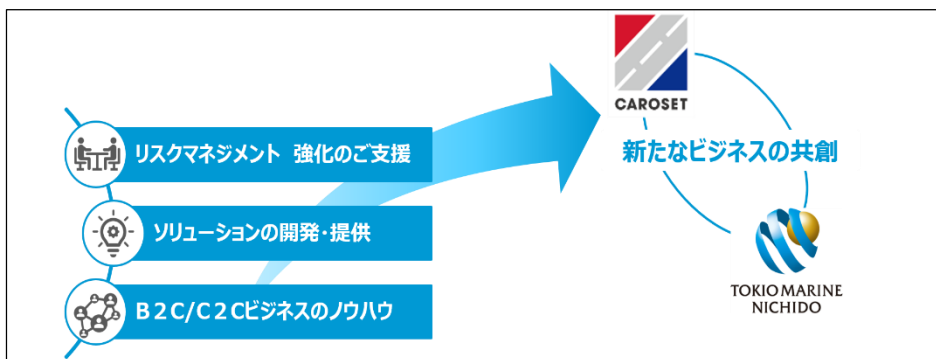 CAROSET
リスクマネジメント 強化のご支援
新たなビジネスの共創
ソリューションの開発・提供
B2C/C2Cビジネスのノウハウ
TOKIO MARINE
NICHIDO